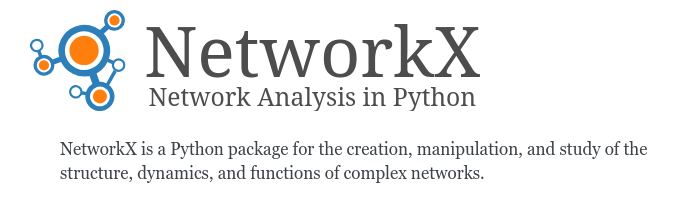 NetworkX
Network Analysis in Python
NetworkX is a Python package for the creation, manipulation, and study of the
structure, dynamics, and functions of complex networks.